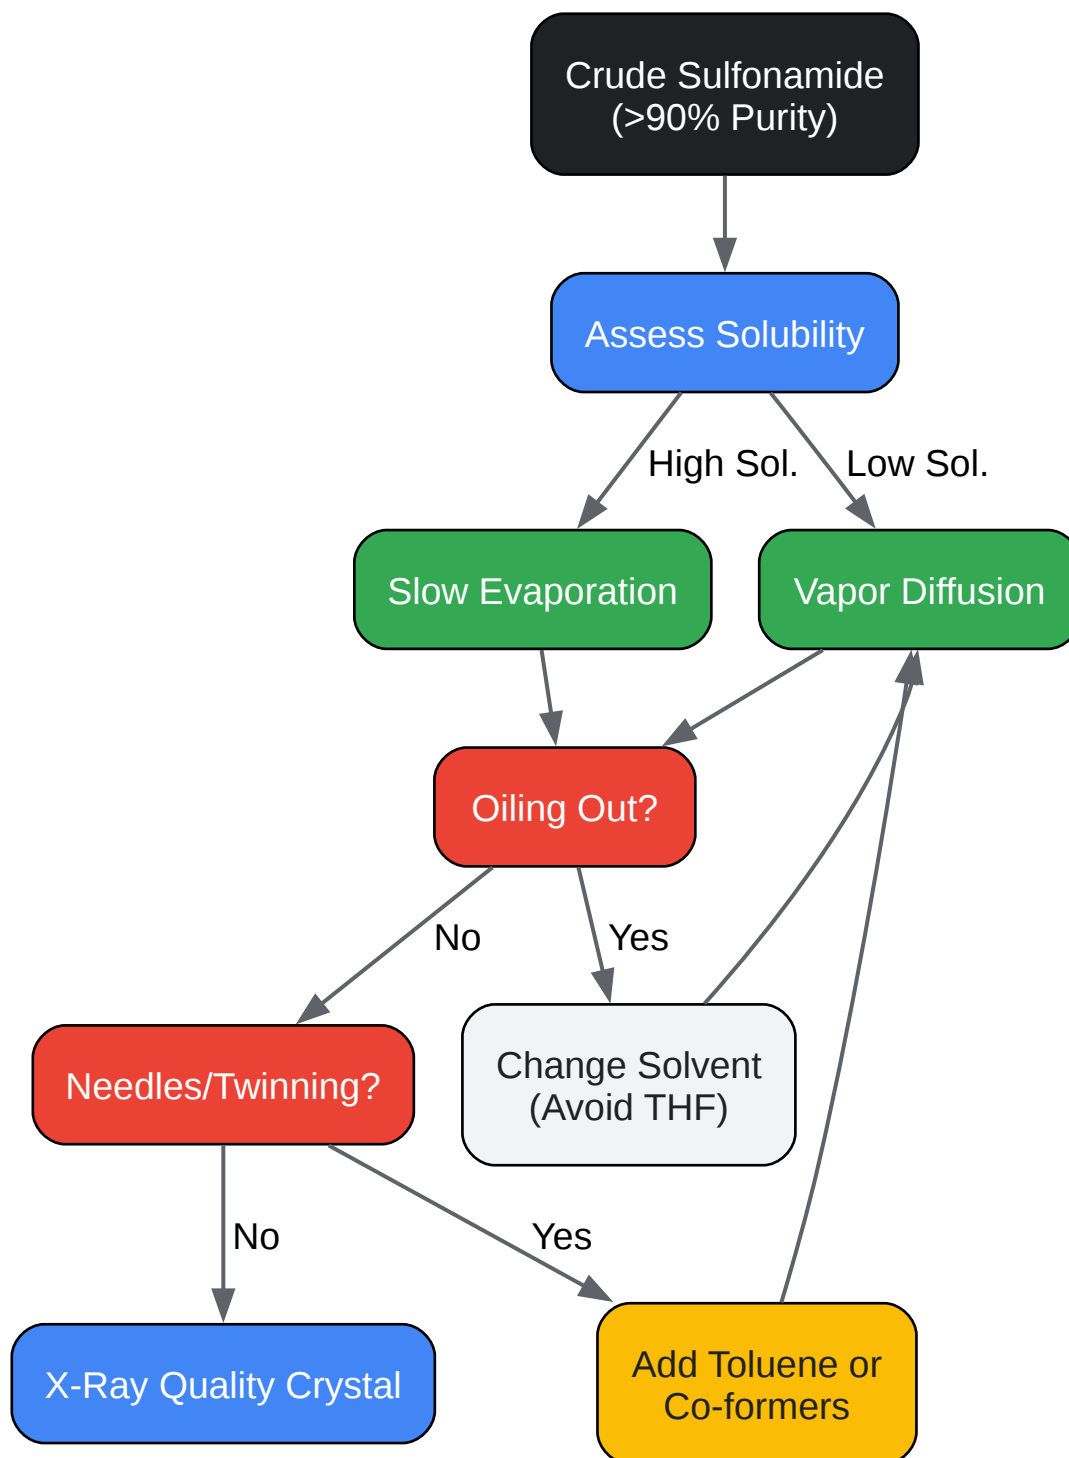 Crude Sulfonamide
(>90% Purity)
Assess Solubility
High Sol.
Low Sol.
Slow Evaporation
Vapor Diffusion
Oiling Out?
No
Yes
Change Solvent
(Avoid THF)
Needles/Twinning?
No
Yes
X-Ray Quality Crystal
Add Toluene or
Co-formers